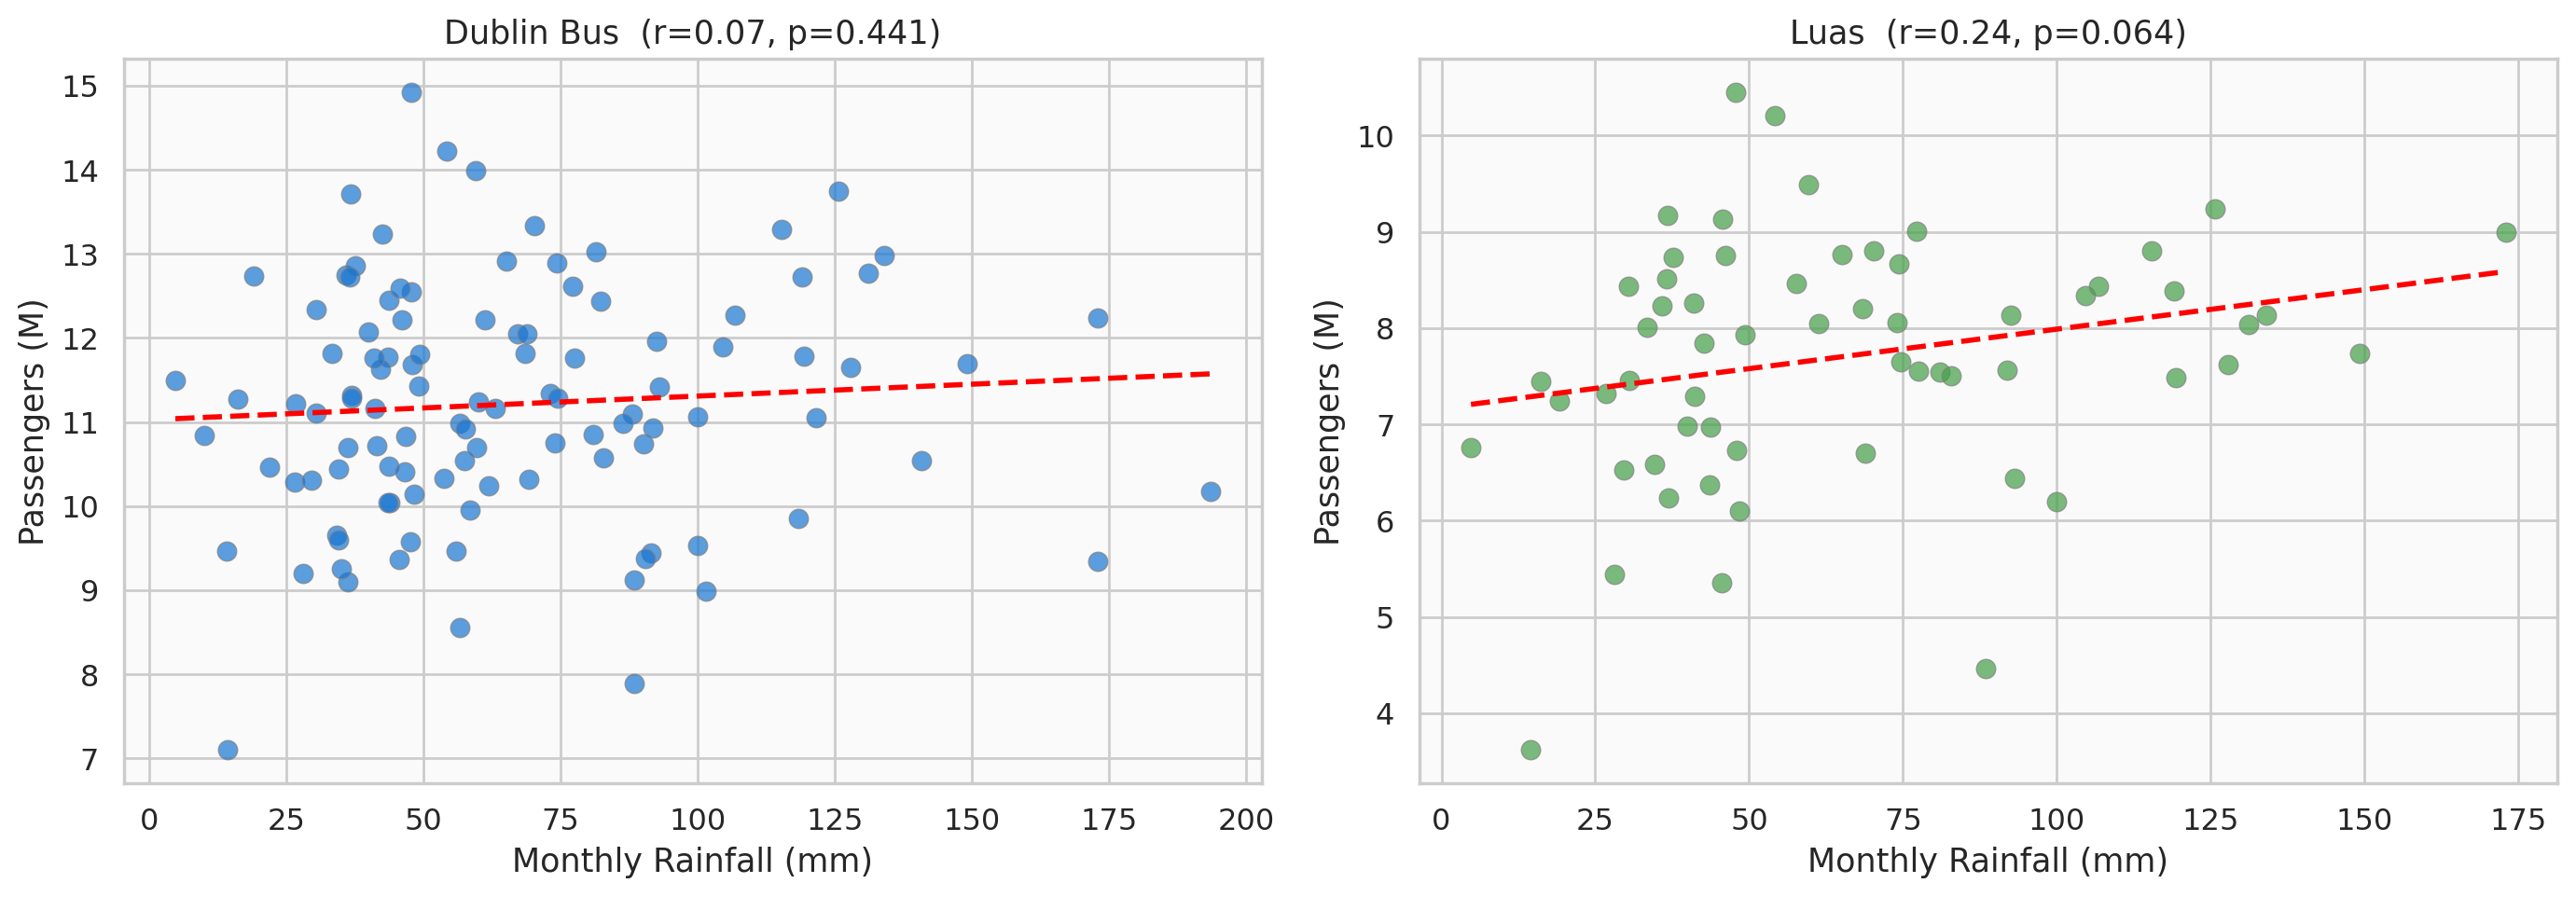 Dublin Bus (r=0.07, p=0.441)
Passengers (M)
15
14
13
12
11
10
9
8
7
0 25 50 75 100 125 150 175 200
Monthly Rainfall (mm)
Luas (r=0.24, p=0.064)
Passengers (M)
10
9
8
7
6
5
4
0 25 50 75 100 125 150 175
Monthly Rainfall (mm)